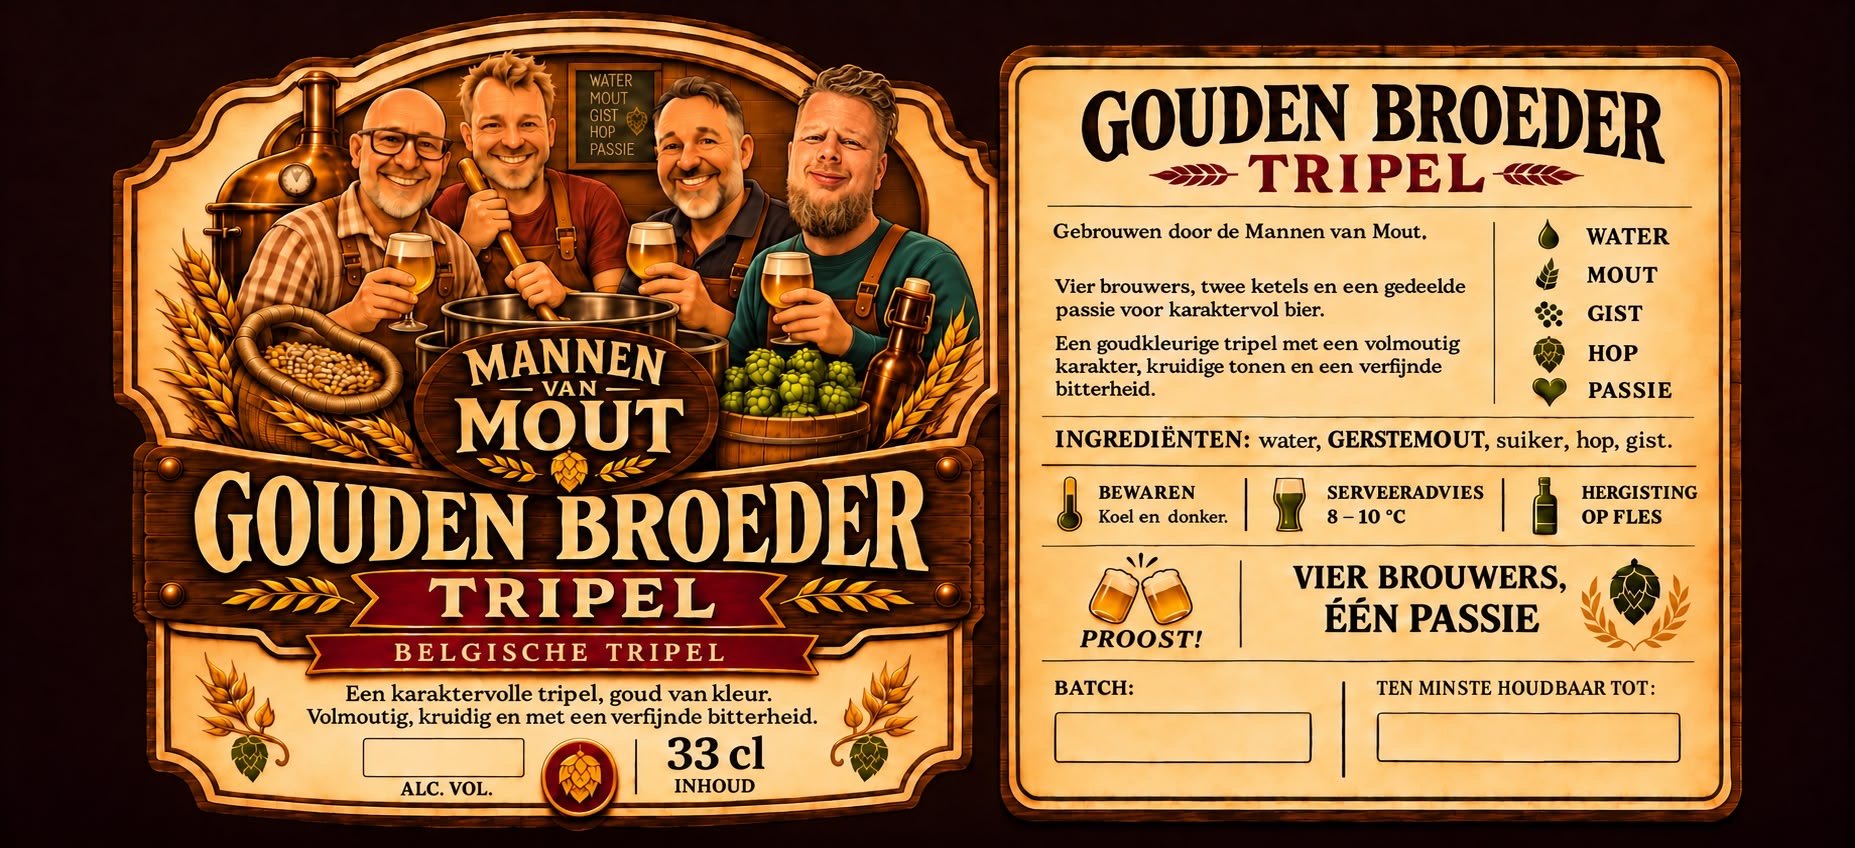 WATER
MOUT
GIST
HOP
PASSIE
MANNEN
VAN
MOUT
GOUDEN BROEDER
TRIPEL
BELGISCHE TRIPEL
Een karaktervolle tripel, goud van kleur.
Volmoutig, kruidig en met een verfijnde bitterheid.
ALC. VOL.
33 cl
INHOUD
GOUDEN BROEDER
TRIPEL
Gebrouwen door de Mannen van Mout.
Vier brouwers, twee ketels en een gedeelde
passie voor karaktervol bier.
Een goudkleurige tripel met een volmoutig
karakter, kruidige tonen en een verfijnde
bitterheid.
WATER
MOUT
GIST
HOP
PASSIE
INGREDIËNTEN: water, GERSTEMOUT, suiker, hop, gist.
BEWAREN
Koel en donker.
SERVEERADVIES
8 – 10 °C
HERGISTING
OP FLES
PROOST!
VIER BROUWERS,
ÉÉN PASSIE
BATCH:
TEN MINSTE HOUDBAAR TOT: